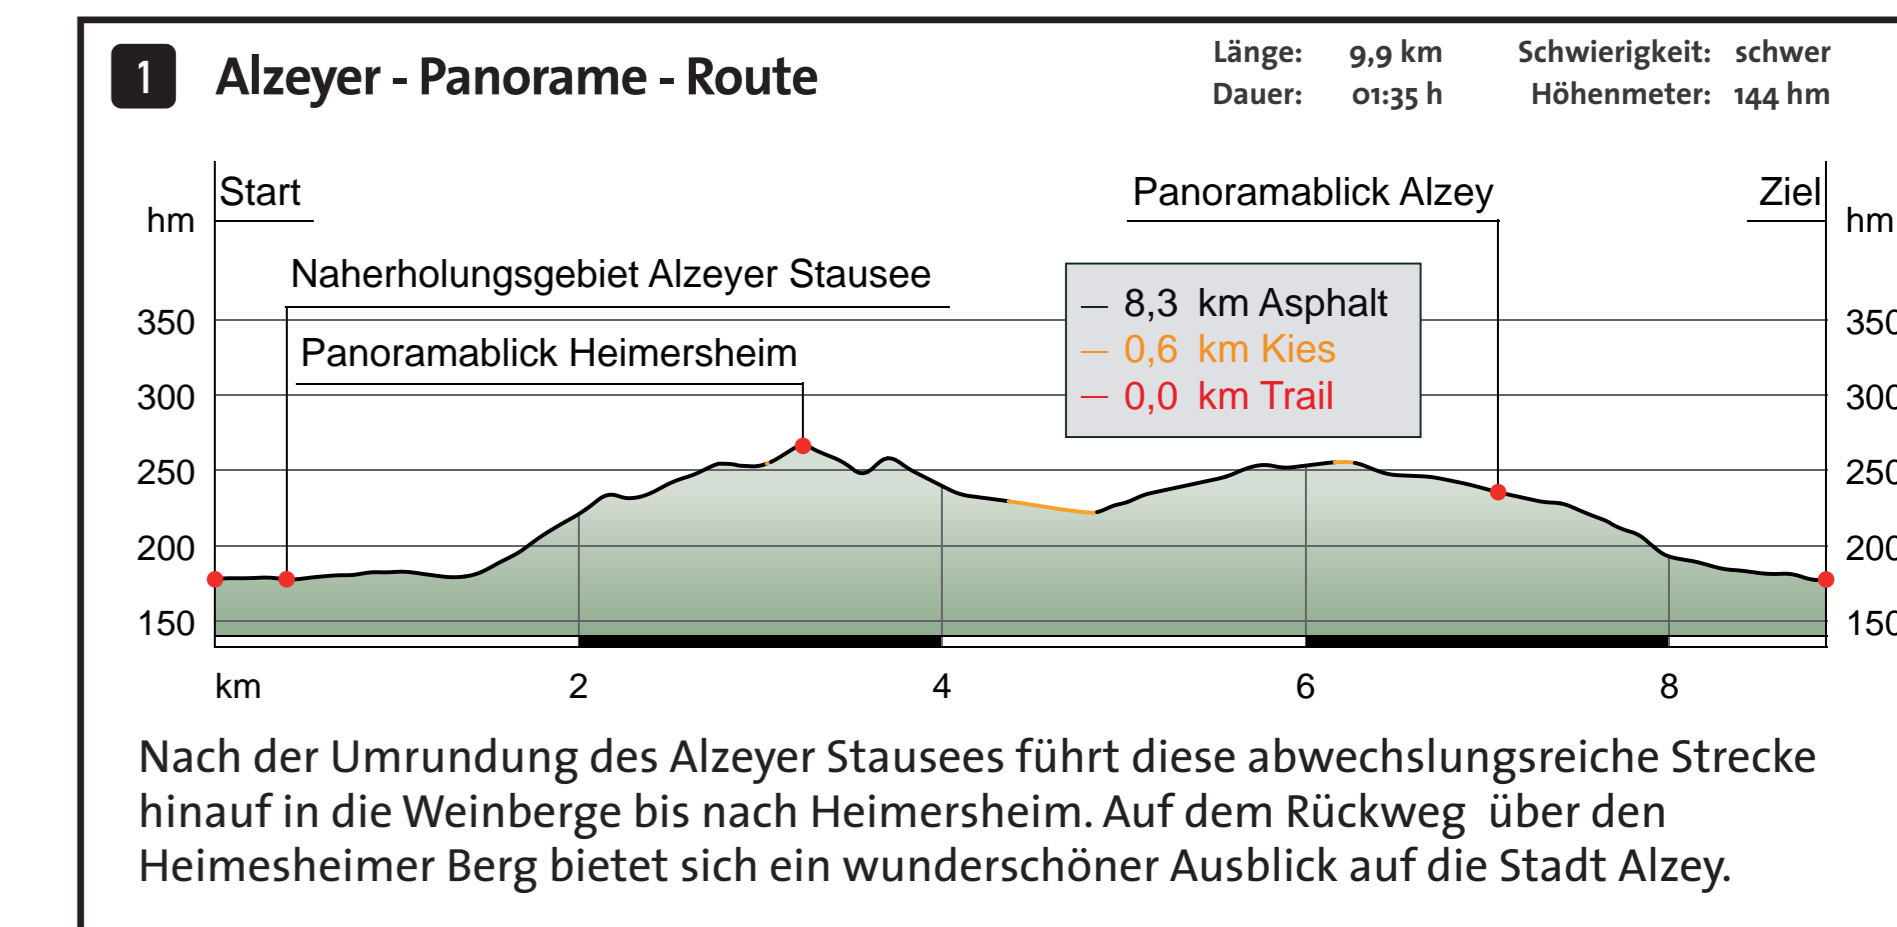 1 Alzeyer - Panorame - Route
Länge: 9,9 km Schwierigkeit: schwer
Dauer: 01:35 h Höhenmeter: 144 hm
Start
Panoramablick Alzey
Ziel
hm
hm
Naherholungsgebiet Alzeyer Stausee
Panoramablick Heimersheim
— 8,3 km Asphalt
— 0,6 km Kies
— 0,0 km Trail
350
350
300
300
250
250
200
200
150
150
km 2 4 6 8
Nach der Umrundung des Alzeyer Stausees führt diese abwechslungsreiche Strecke
hinauf in die Weinberge bis nach Heimersheim. Auf dem Rückweg über den
Heimesheimer Berg bietet sich ein wunderschöner Ausblick auf die Stadt Alzey.